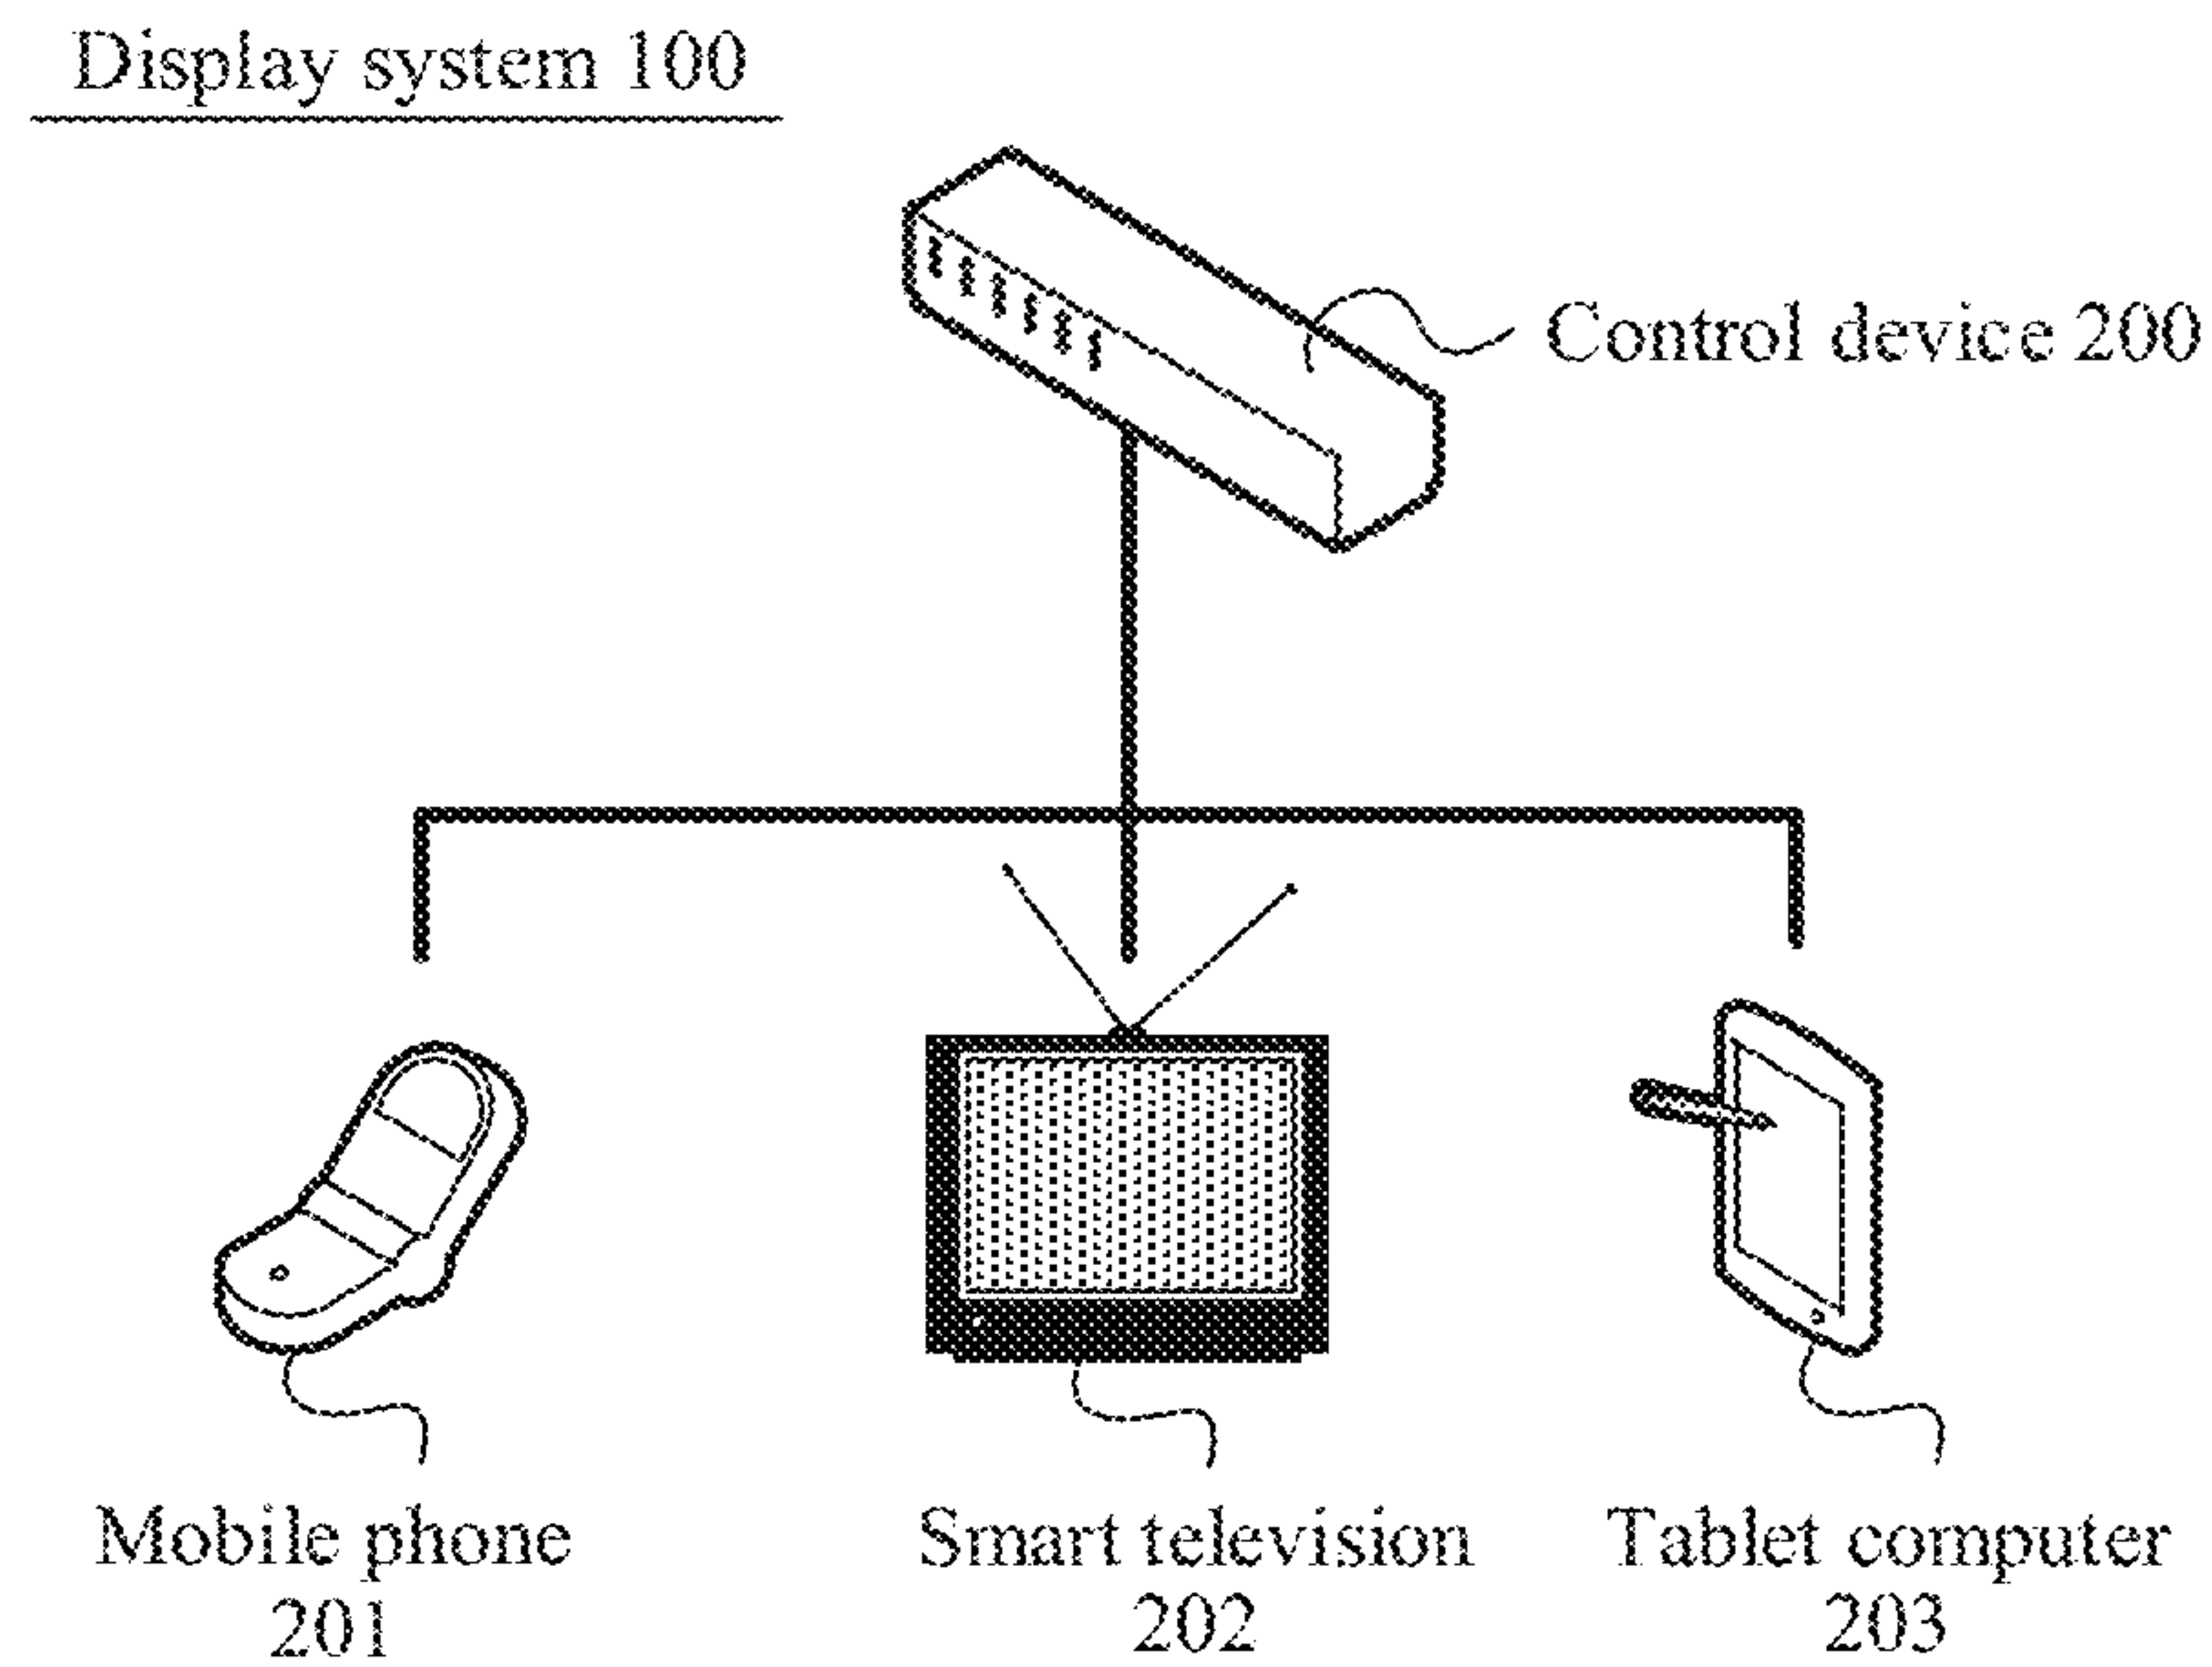 Display system 100
Control device 200
Mobile phone
201
Smart television
202
Tablet computer
203